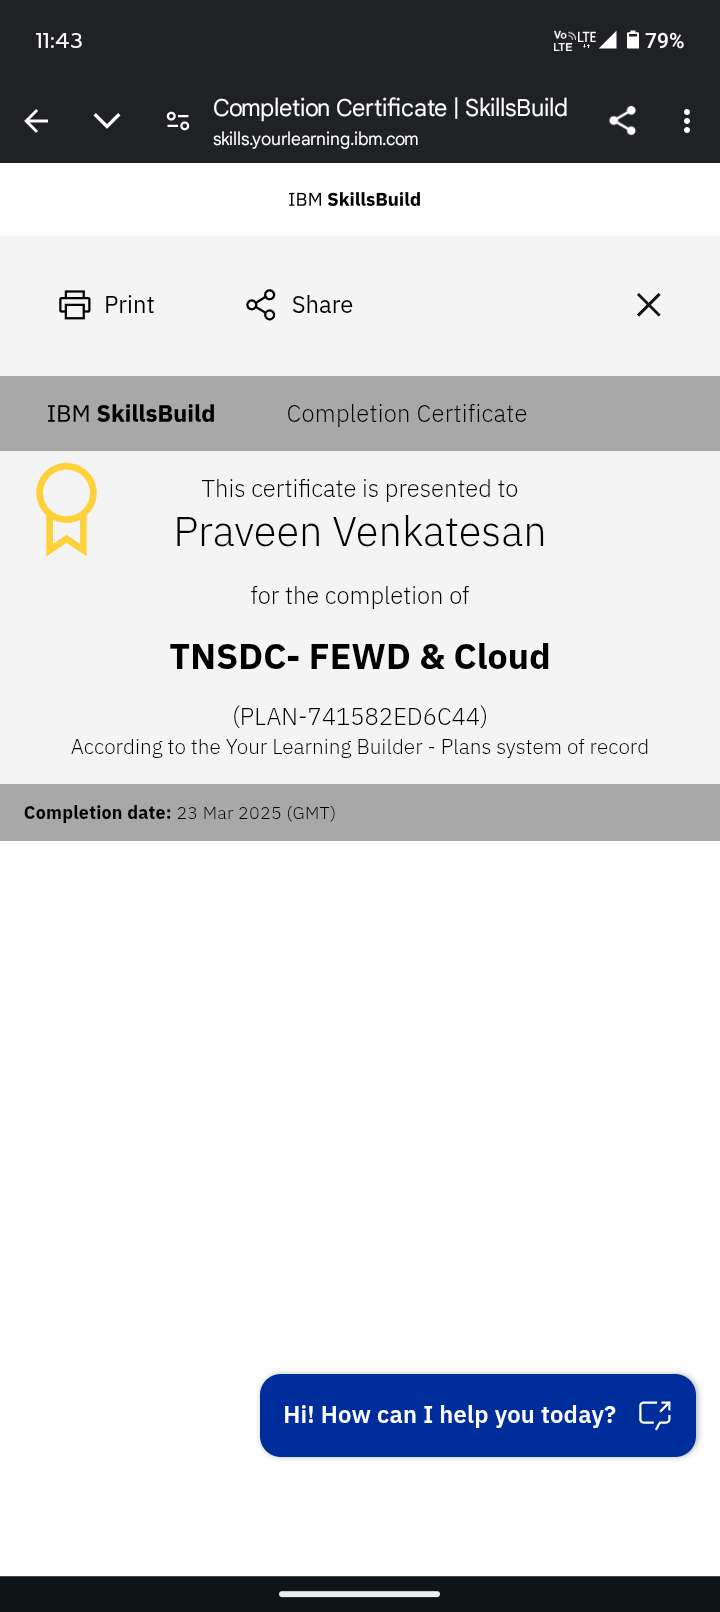 11:43
Vo LTE LTE 79%
Completion Certificate | SkillsBuild
skills.yourlearning.ibm.com
IBM SkillsBuild
Print Share
IBM SkillsBuild Completion Certificate
This certificate is presented to
Praveen Venkatesan
for the completion of
TNSDC- FEWD & Cloud
(PLAN-741582ED6C44)
According to the Your Learning Builder - Plans system of record
Completion date: 23 Mar 2025 (GMT)
Hi! How can I help you today?